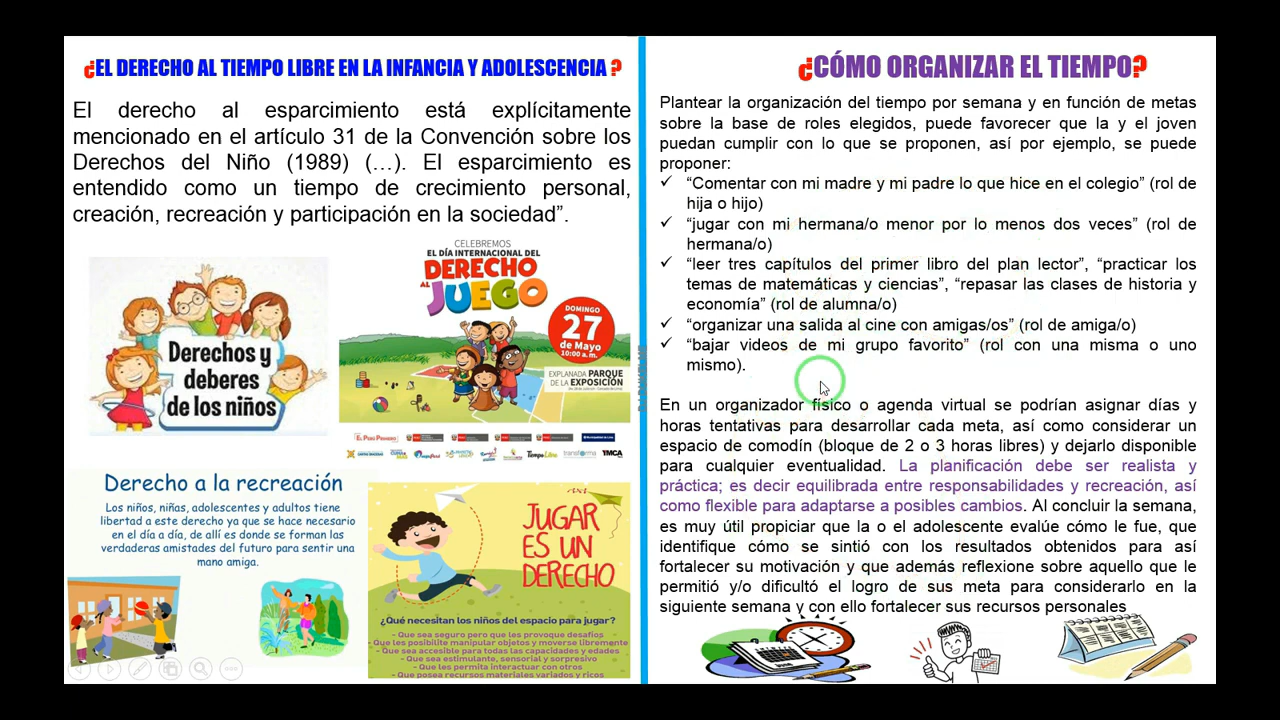 ¿EL DERECHO AL TIEMPO LIBRE EN LA INFANCIA Y ADOLESCENCIA ?
El derecho al esparcimiento está explícitamente
mencionado en el artículo 31 de la Convención sobre los
Derechos del Niño (1989) (…). El esparcimiento es
entendido como un tiempo de crecimiento personal,
creación, recreación y participación en la sociedad”.
Derechos y
deberes
de los niños
CELEBREMOS
EL DÍA INTERNACIONAL DEL
DERECHO
AL JUEGO
DOMINGO
27
de Mayo
10:00 a.m.
EXPLANADA PARQUE
DE LA EXPOSICIÓN
EL PERÚ PRIMERO
YMCA
Derecho a la recreación
Los niños, niñas, adolescentes y adultos tiene
libertad a este derecho ya que se hace necesario
en el día a día, de allí es donde se forman las
verdaderas amistades del futuro para sentir una
mano amiga.
JUGAR
ES UN
DERECHO
¿Qué necesitan los niños del espacio para jugar?
- Que sea seguro pero que les provoque desafíos
- Que les posibilite manipular objetos y moverse libremente
- Que sea accesible para todas las capacidades y edades
- Que sea estimulante, sensorial y sorpresivo
- Que les permita interactuar con otros
- Que posea recursos materiales variados y ricos
¿CÓMO ORGANIZAR EL TIEMPO?
Plantear la organización del tiempo por semana y en función de metas
sobre la base de roles elegidos, puede favorecer que la y el joven
puedan cumplir con lo que se proponen, así por ejemplo, se puede
proponer:
✓ “Comentar con mi madre y mi padre lo que hice en el colegio” (rol de
hija o hijo)
✓ “jugar con mi hermana/o menor por lo menos dos veces” (rol de
hermana/o)
✓ “leer tres capítulos del primer libro del plan lector”, “practicar los
temas de matemáticas y ciencias”, “repasar las clases de historia y
economía” (rol de alumna/o)
✓ “organizar una salida al cine con amigas/os” (rol de amiga/o)
✓ “bajar videos de mi grupo favorito” (rol con una misma o uno
mismo).
En un organizador físico o agenda virtual se podrían asignar días y
horas tentativas para desarrollar cada meta, así como considerar un
espacio de comodín (bloque de 2 o 3 horas libres) y dejarlo disponible
para cualquier eventualidad. La planificación debe ser realista y
práctica; es decir equilibrada entre responsabilidades y recreación, así
como flexible para adaptarse a posibles cambios. Al concluir la semana,
es muy útil propiciar que la o el adolescente evalúe cómo le fue, que
identifique cómo se sintió con los resultados obtenidos para así
fortalecer su motivación y que además reflexione sobre aquello que le
permitió y/o dificultó el logro de sus meta para considerarlo en la
siguiente semana y con ello fortalecer sus recursos personales